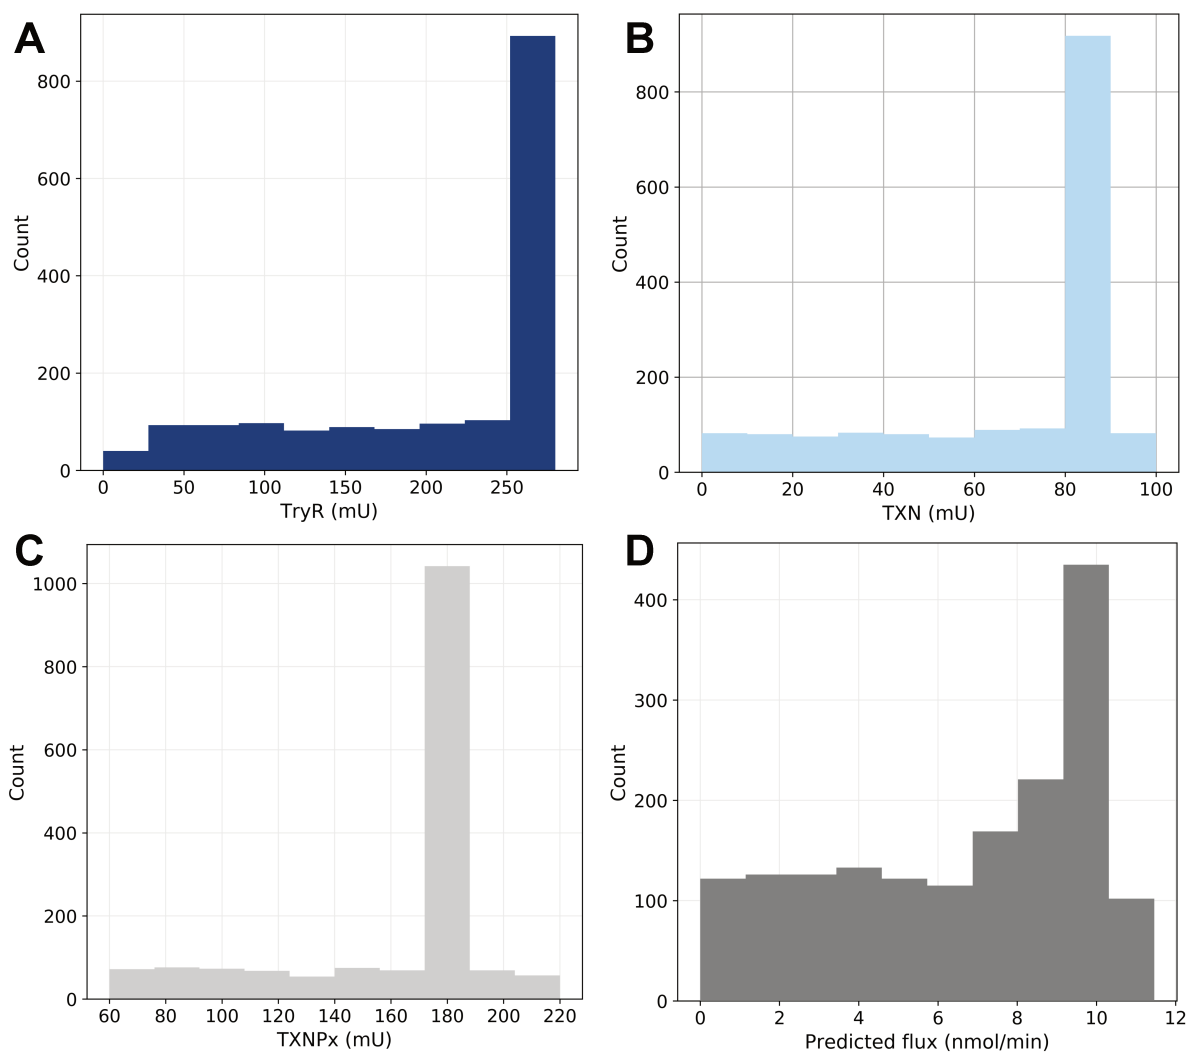 A
800
600
400
200
0
Count
0 50 100 150 200 250
TryR (mU)
B
800
600
400
200
0
Count
0 20 40 60 80 100
TXN (mU)
C
1000
800
600
400
200
0
Count
60 80 100 120 140 160 180 200 220
TXNPx (mU)
D
400
300
200
100
0
Count
0 2 4 6 8 10 12
Predicted flux (nmol/min)